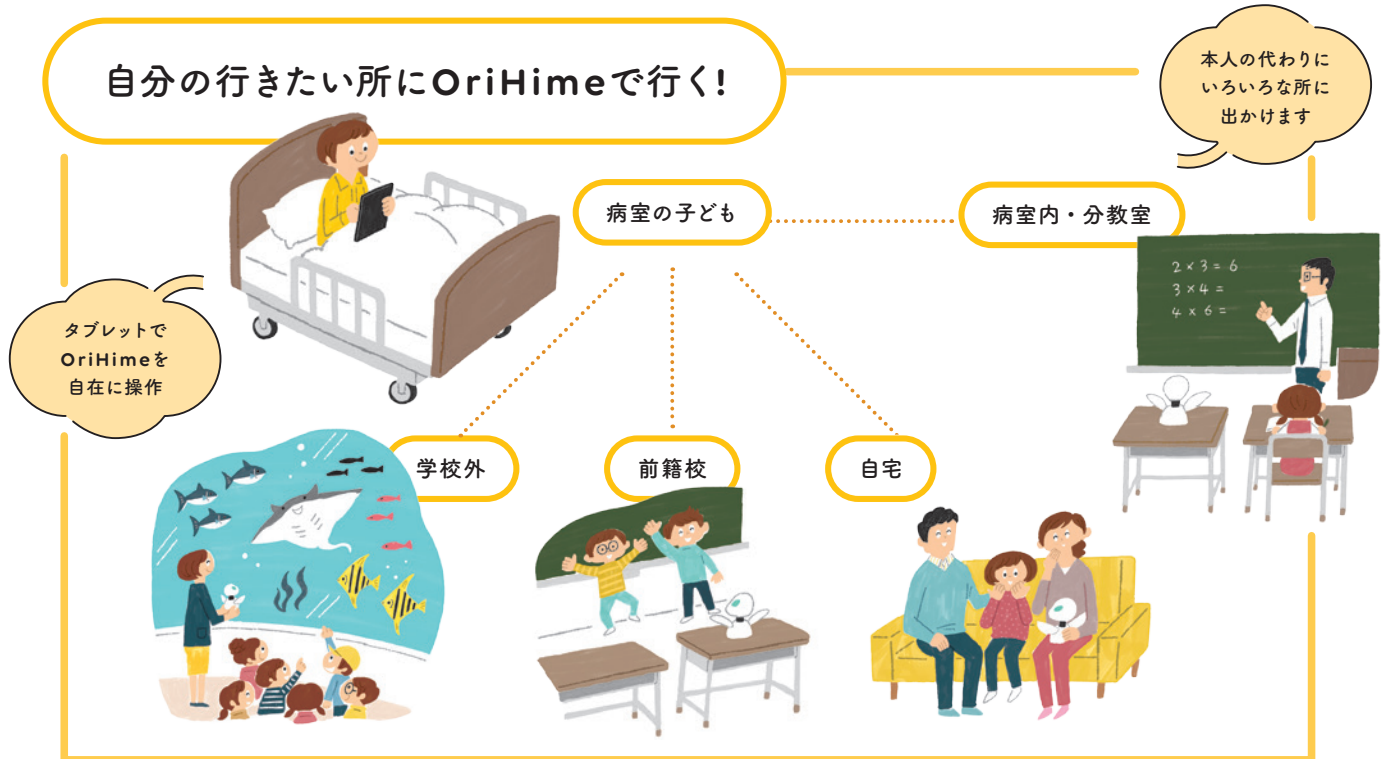 自分の行きたい所にOriHimeで行く!
本人の代わりに
いろいろな所に
出かけます
病室の子ども
病室内・分教室
2×3=6
3×4=
4×6=
タブレットで
OriHimeを
自在に操作
学校外
前籍校
自宅